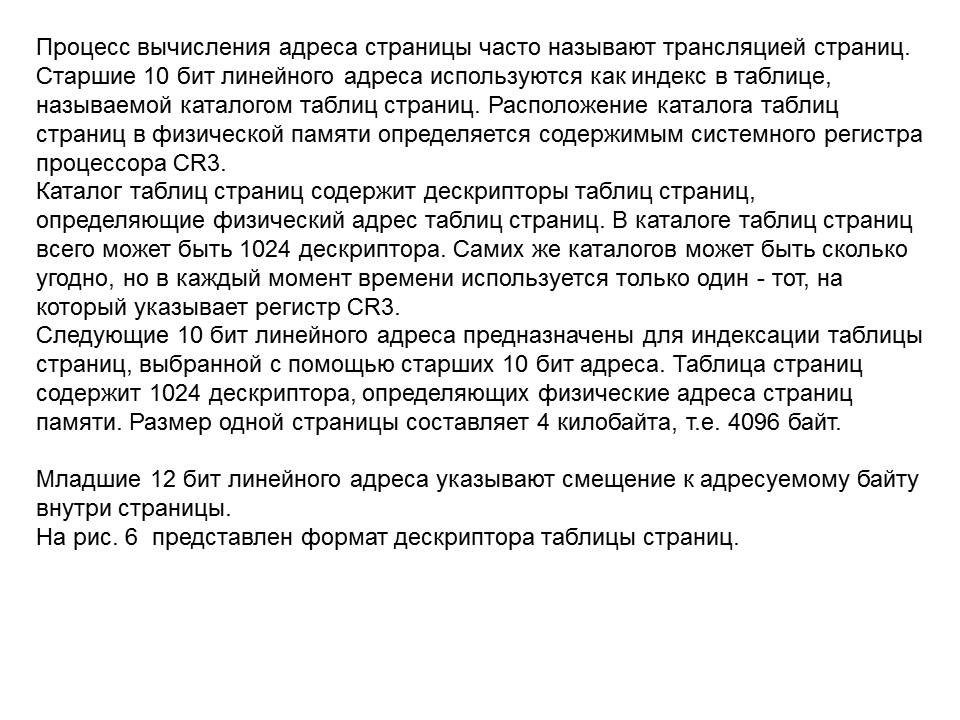 Процесс вычисления адреса страницы часто называют трансляцией страниц.
Старшие 10 бит линейного адреса используются как индекс в таблице,
называемой каталогом таблиц страниц. Расположение каталога таблиц
страниц в физической памяти определяется содержимым системного регистра
процессора CR3.
Каталог таблиц страниц содержит дескрипторы таблиц страниц,
определяющие физический адрес таблиц страниц. В каталоге таблиц страниц
всего может быть 1024 дескриптора. Самих же каталогов может быть сколько
угодно, но в каждый момент времени используется только один - тот, на
который указывает регистр CR3.
Следующие 10 бит линейного адреса предназначены для индексации таблицы
страниц, выбранной с помощью старших 10 бит адреса. Таблица страниц
содержит 1024 дескриптора, определяющих физические адреса страниц
памяти. Размер одной страницы составляет 4 килобайта, т.е. 4096 байт.
Младшие 12 бит линейного адреса указывают смещение к адресуемому байту
внутри страницы.
На рис. 6  представлен формат дескриптора таблицы страниц.